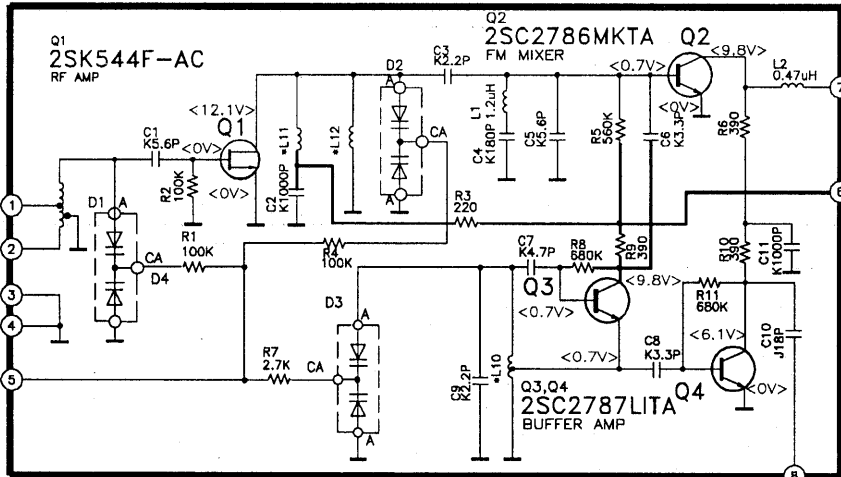 Q1
2SK544F-AC
RF AMP
Q2
2SC2786MKTA
FM MIXER
Q2
<9.8V>
<0.7V>
<0V>
D2
A
CA
A
C3
K2.2P
L1
1.2uH
C4
K180P
C5
K5.6P
R5
560K
C6
K3.3P
R6
390
L2
0.47uH
7
<12.1V>
Q1
<0V>
<0V>
C1
K5.6P
R2
100K
*L11
*L12
C2
K1000P
R3
220
6
1
2
3
4
5
D1
A
CA
D4
R1
100K
R4
100K
C7
K4.7P
R8
680K
R9
390
R10
390
C11
K1000P
Q3
<9.8V>
<0.7V>
<0.7V>
R11
680K
<6.1V>
C10
J18P
D3
A
CA
A
R7
2.7K
C9
K2.2P
*L10
C8
K3.3P
Q4
<0V>
Q3,Q4
2SC2787LITA
BUFFER AMP
8